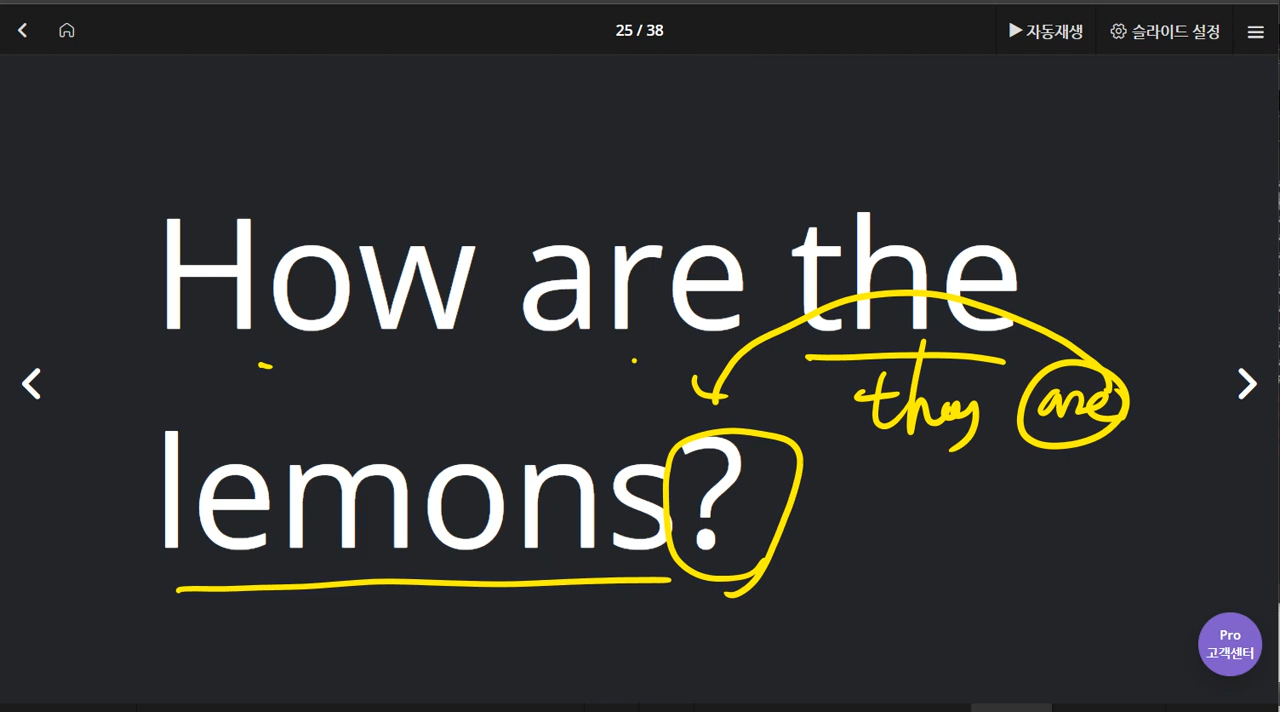 25 / 38
▶ 자동재생
슬라이드 설정
How are the
they are
lemons?
Pro
고객센터